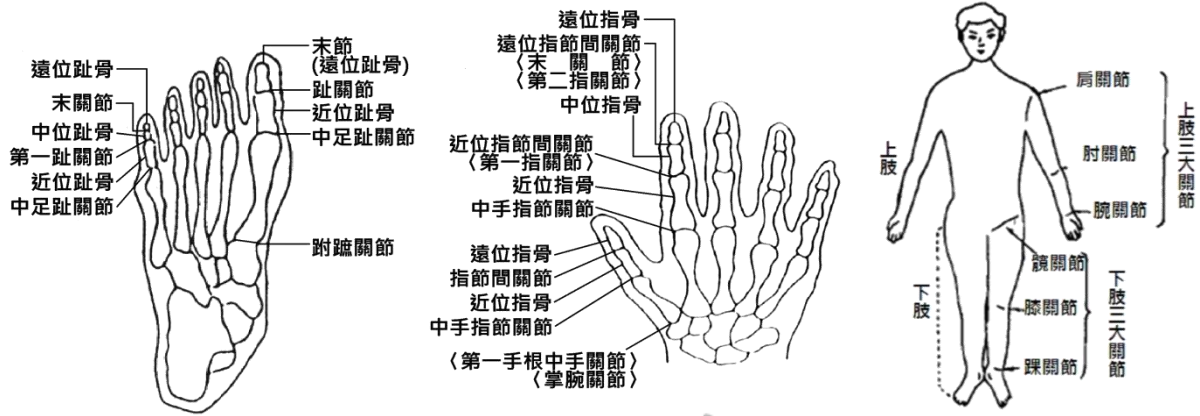 遠位趾骨
末關節
中位趾骨
第一趾關節
近位趾骨
中足趾關節
末節
(遠位趾骨)
趾關節
近位趾骨
中足趾關節
跗蹠關節
遠位指骨
遠位指節間關節
〈末關節〉
〈第二指關節〉
中位指骨
近位指節間關節
〈第一指關節〉
近位指骨
中手指節關節
遠位指骨
指節間關節
近位指骨
中手指節關節
〈第一手根中手關節〉
〈掌腕關節〉
上肢
下肢
肩關節
肘關節
腕關節
上肢三大關節
髖關節
膝關節
踝關節
下肢三大關節